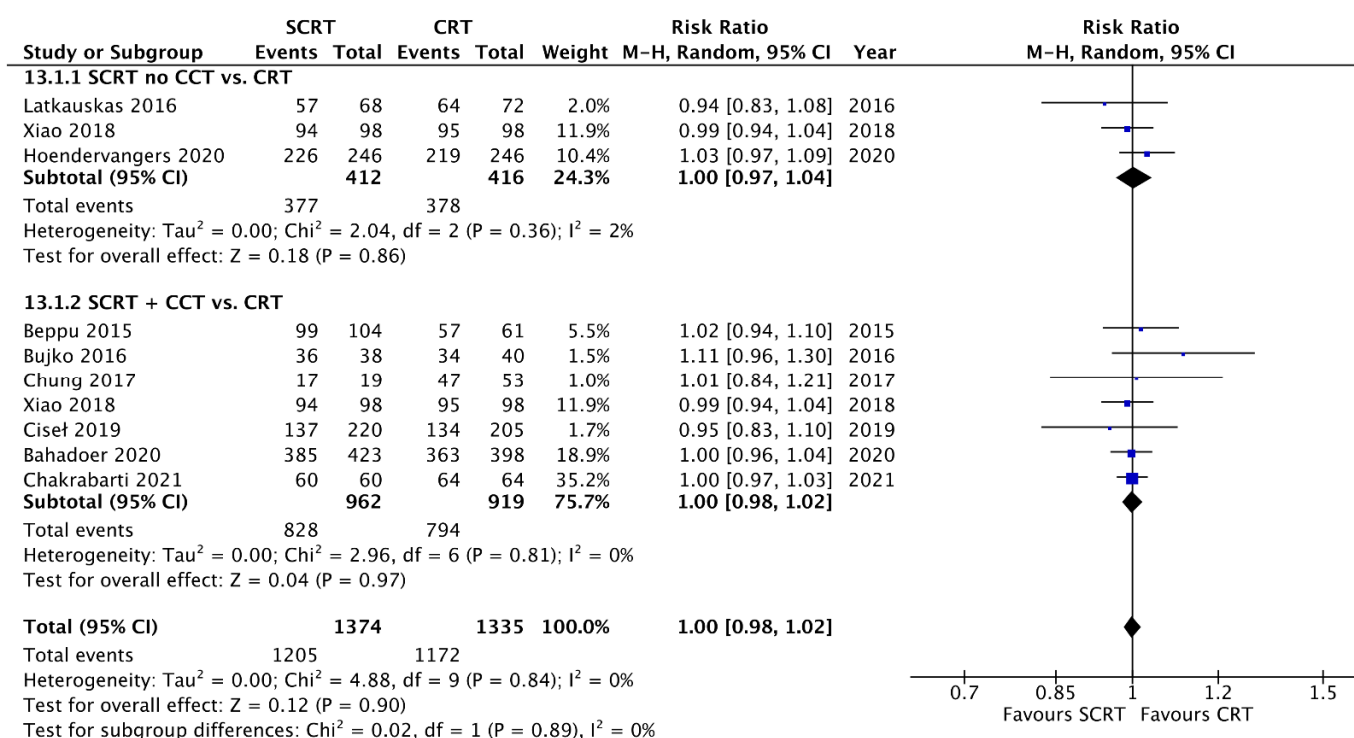 SCRT CRT Risk Ratio Risk Ratio
Study or Subgroup Events Total Events Total Weight M-H, Random, 95% CI Year M-H, Random, 95% CI
13.1.1 SCRT no CCT vs. CRT
Latkauskas 2016 57 68 64 72 2.0% 0.94 [0.83, 1.08] 2016
Xiao 2018 94 98 95 98 11.9% 0.99 [0.94, 1.04] 2018
Hoendervangers 2020 226 246 219 246 10.4% 1.03 [0.97, 1.09] 2020
Subtotal (95% CI) 412 416 24.3% 1.00 [0.97, 1.04]
Total events 377 378
Heterogeneity: Tau² = 0.00; Chi² = 2.04, df = 2 (P = 0.36); I² = 2%
Test for overall effect: Z = 0.18 (P = 0.86)
13.1.2 SCRT + CCT vs. CRT
Beppu 2015 99 104 57 61 5.5% 1.02 [0.94, 1.10] 2015
Bujko 2016 36 38 34 40 1.5% 1.11 [0.96, 1.30] 2016
Chung 2017 17 19 47 53 1.0% 1.01 [0.84, 1.21] 2017
Xiao 2018 94 98 95 98 11.9% 0.99 [0.94, 1.04] 2018
Ciseł 2019 137 220 134 205 1.7% 0.95 [0.83, 1.10] 2019
Bahadoer 2020 385 423 363 398 18.9% 1.00 [0.96, 1.04] 2020
Chakrabarti 2021 60 60 64 64 35.2% 1.00 [0.97, 1.03] 2021
Subtotal (95% CI) 962 919 75.7% 1.00 [0.98, 1.02]
Total events 828 794
Heterogeneity: Tau² = 0.00; Chi² = 2.96, df = 6 (P = 0.81); I² = 0%
Test for overall effect: Z = 0.04 (P = 0.97)
Total (95% CI) 1374 1335 100.0% 1.00 [0.98, 1.02]
Total events 1205 1172
Heterogeneity: Tau² = 0.00; Chi² = 4.88, df = 9 (P = 0.84); I² = 0%
Test for overall effect: Z = 0.12 (P = 0.90)
Test for subgroup differences: Chi² = 0.02, df = 1 (P = 0.89), I² = 0%
0.7 0.85 1 1.2 1.5
Favours SCRT Favours CRT